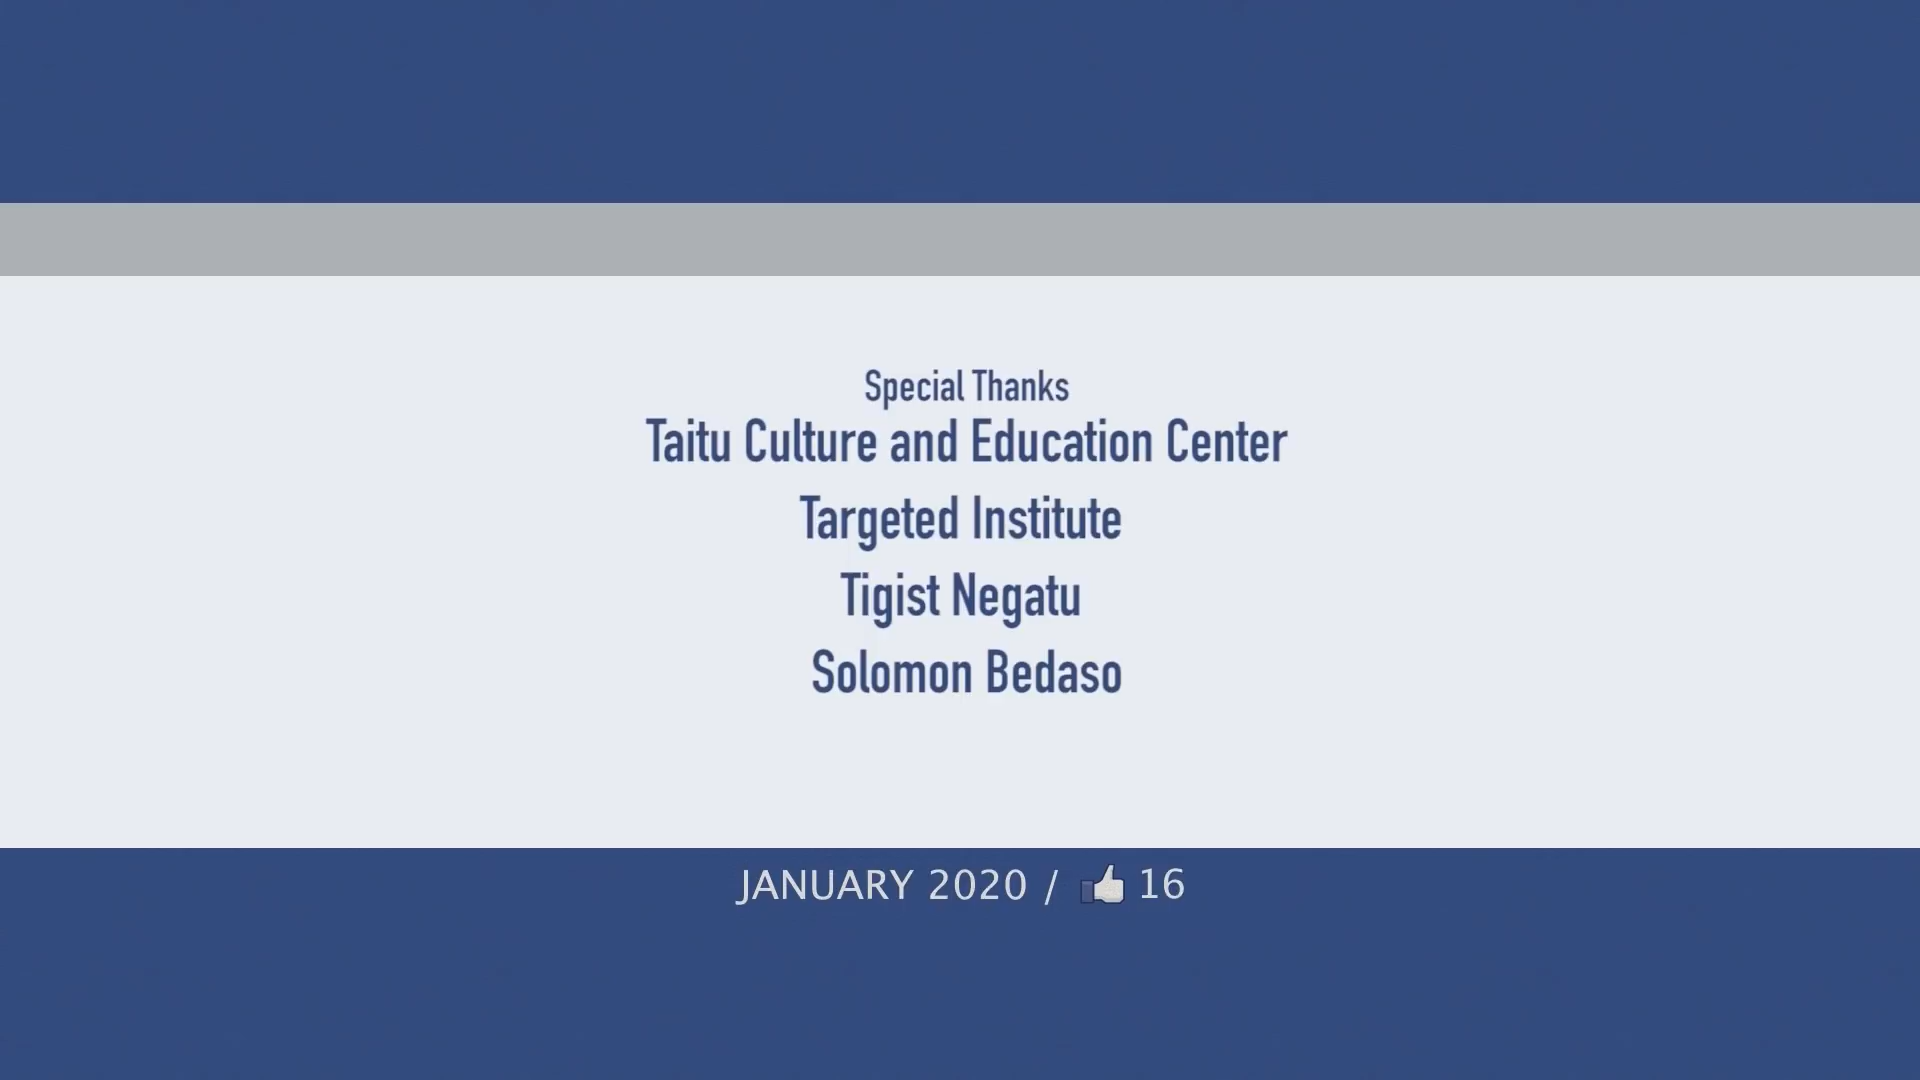 Special Thanks
Taitu Culture and Education Center
Targeted Institute
Tigist Negatu
Solomon Bedaso
JANUARY 2020 / 16